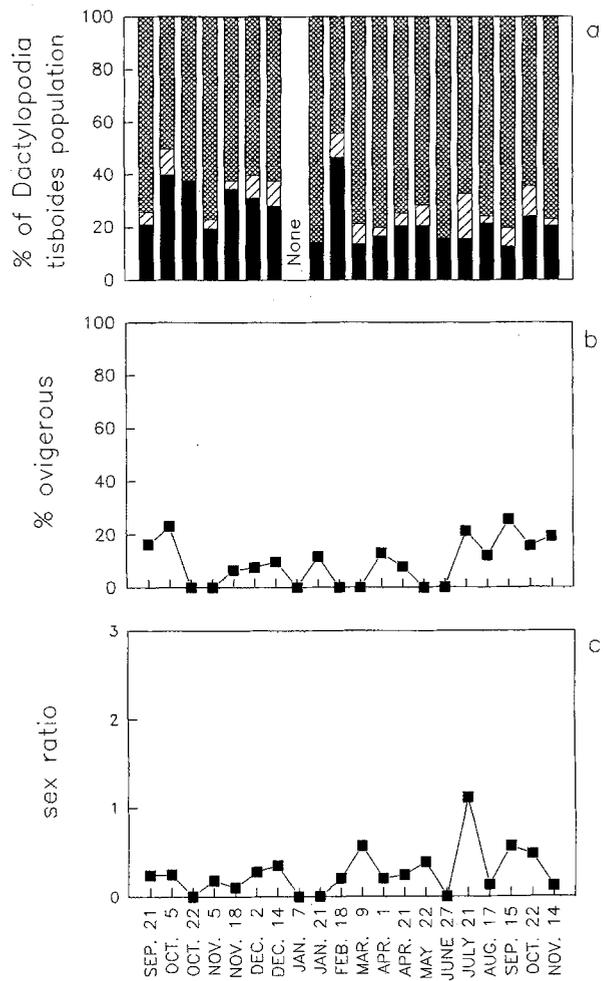 a
% of Dactylopodia
tisboides population
100
80
60
40
20
0
None
b
% ovigerous
100
80
60
40
20
0
c
sex ratio
3
2
1
0
SEP. 21
OCT. 5
OCT. 22
NOV. 5
NOV. 18
DEC. 2
DEC. 14
JAN. 7
JAN. 21
FEB. 18
MAR. 9
APR. 1
APR. 21
MAY 22
JUNE 27
JULY 21
AUG. 17
SEP. 15
OCT. 22
NOV. 14